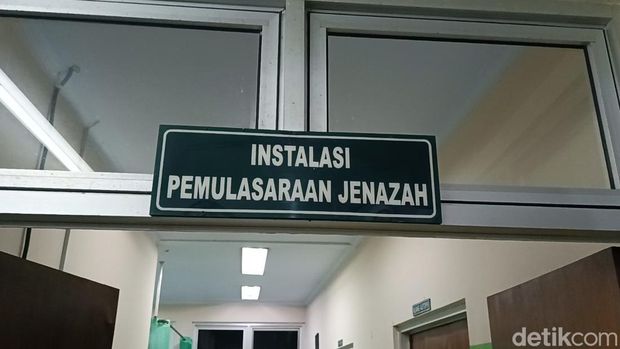 INSTALASI
PEMULASARAAN JENAZAH
detikcom